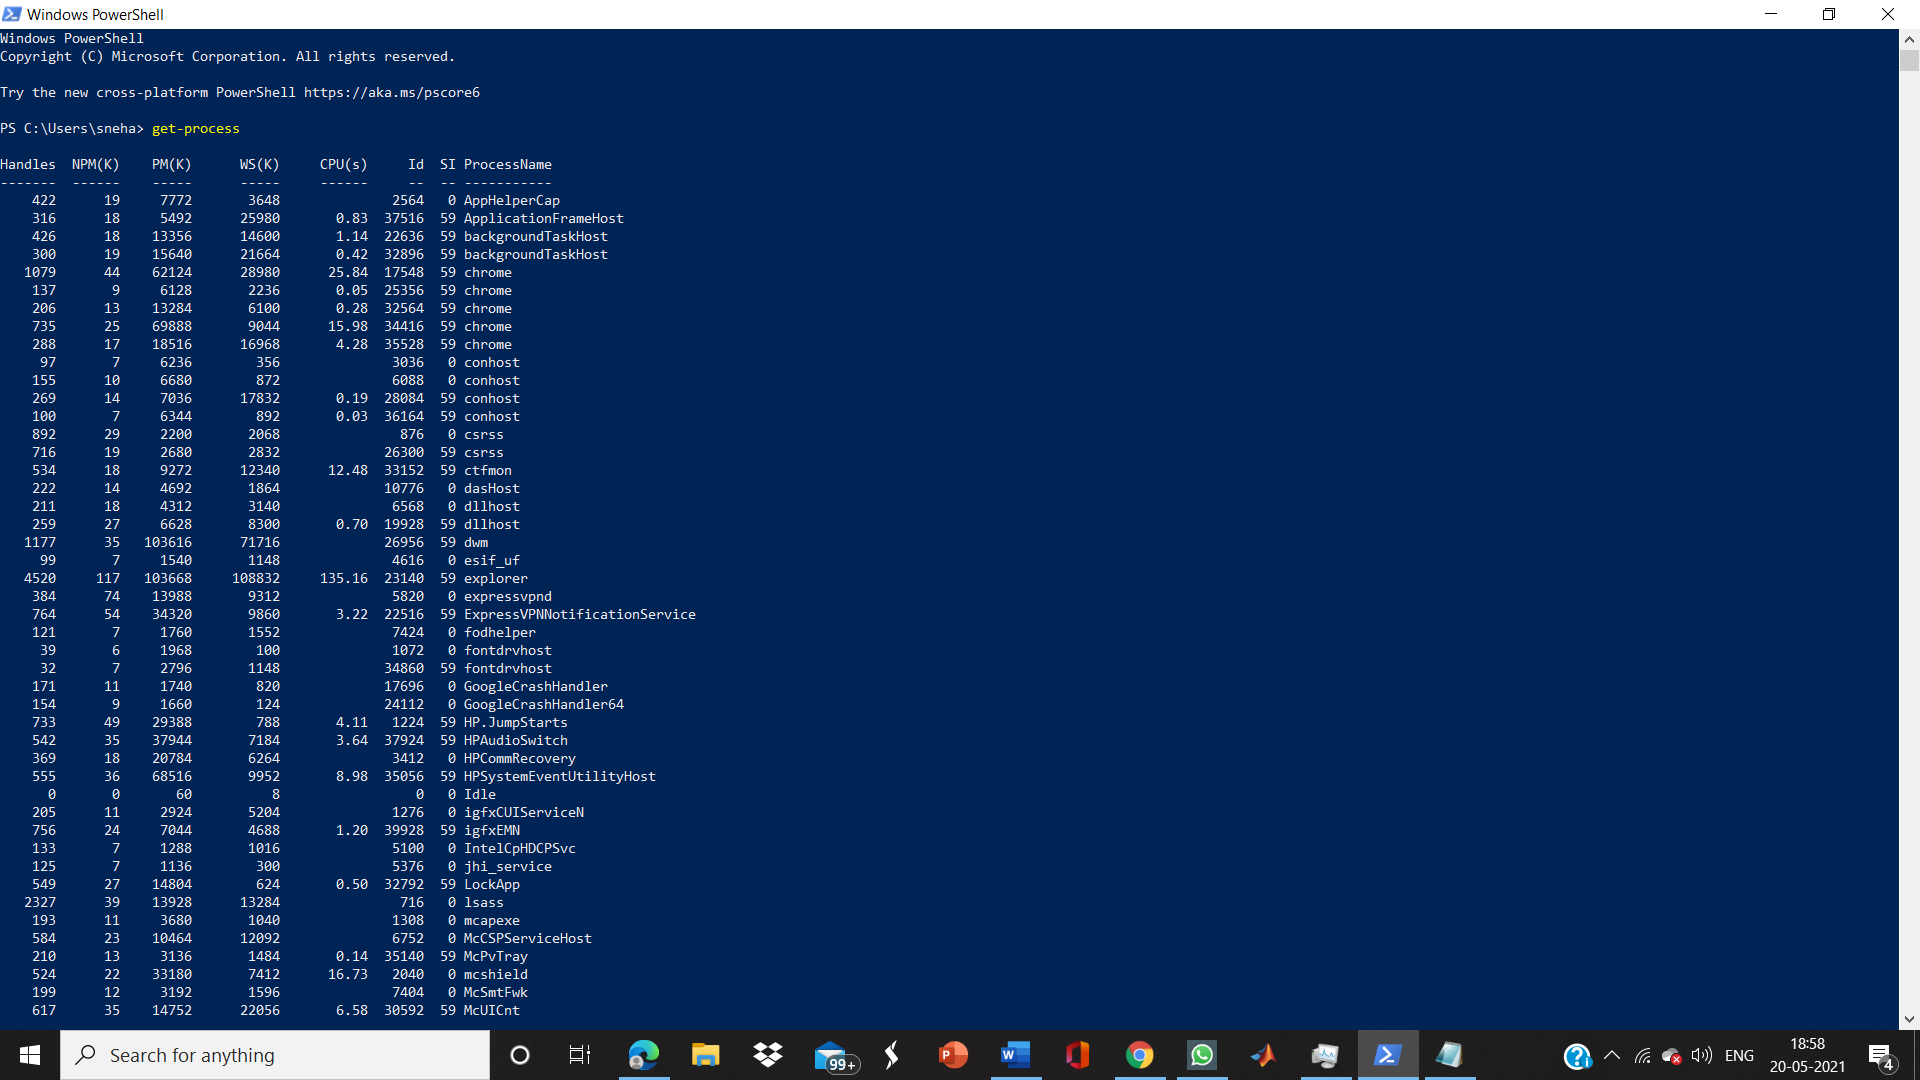 Windows PowerShell
Windows PowerShell
Copyright (C) Microsoft Corporation. All rights reserved.
Try the new cross-platform PowerShell https://aka.ms/pscore6
PS C:\Users\sneha> get-process
Handles  NPM(K)    PM(K)      WS(K)     CPU(s)     Id  SI ProcessName
-------  ------    -----      -----     ------     --  -- -----------
    422      19     7772       3648              2564   0 AppHelperCap
    316      18     5492      25980       0.83  37516  59 ApplicationFrameHost
    426      18    13356      14600       1.14  22636  59 backgroundTaskHost
    300      19    15640      21664       0.42  32896  59 backgroundTaskHost
   1079      44    62124      28980      25.84  17548  59 chrome
    137       9     6128       2236       0.05  25356  59 chrome
    206      13    13284       6100       0.28  32564  59 chrome
    735      25    69888       9044      15.98  34416  59 chrome
    288      17    18516      16968       4.28  35528  59 chrome
     97       7     6236        356              3036   0 conhost
    155      10     6680        872              6088   0 conhost
    269      14     7036      17832       0.19  28084  59 conhost
    100       7     6344        892       0.03  36164  59 conhost
    892      29     2200       2068               876   0 csrss
    716      19     2680       2832             26300  59 csrss
    534      18     9272      12340      12.48  33152  59 ctfmon
    222      14     4692       1864             10776   0 dasHost
    211      18     4312       3140              6568   0 dllhost
    259      27     6628       8300       0.70  19928  59 dllhost
   1177      35   103616      71716             26956  59 dwm
     99       7     1540       1148              4616   0 esif_uf
   4520     117   103668     108832     135.16  23140  59 explorer
    384      74    13988       9312              5820   0 expressvpnd
    764      54    34320       9860       3.22  22516  59 ExpressVPNNotificationService
    121       7     1760       1552              7424   0 fodhelper
     39       6     1968        100              1072   0 fontdrvhost
     32       7     2796       1148             34860  59 fontdrvhost
    171      11     1740        820             17696   0 GoogleCrashHandler
    154       9     1660        124             24112   0 GoogleCrashHandler64
    733      49    29388        788       4.11   1224  59 HP.JumpStarts
    542      35    37944       7184       3.64  37924  59 HPAudioSwitch
    369      18    20784       6264              3412   0 HPCommRecovery
    555      36    68516       9952       8.98  35056  59 HPSystemEventUtilityHost
      0       0       60          8                 0   0 Idle
    205      11     2924       5204              1276   0 igfxCUIServiceN
    756      24     7044       4688       1.20  39928  59 igfxEMN
    133       7     1288       1016              5100   0 IntelCpHDCPSvc
    125       7     1136        300              5376   0 jhi_service
    549      27    14804        624       0.50  32792  59 LockApp
   2327      39    13928      13284               716   0 lsass
    193      11     3680       1040              1308   0 mcapexe
    584      23    10464      12092              6752   0 McCSPServiceHost
    210      13     3136       1484       0.14  35140  59 McPvTray
    524      22    33180       7412      16.73   2040   0 mcshield
    199      12     3192       1596              7404   0 McSmtFwk
    617      35    14752      22056       6.58  30592  59 McUICnt
Search for anything
99+
ENG
18:58
20-05-2021
4